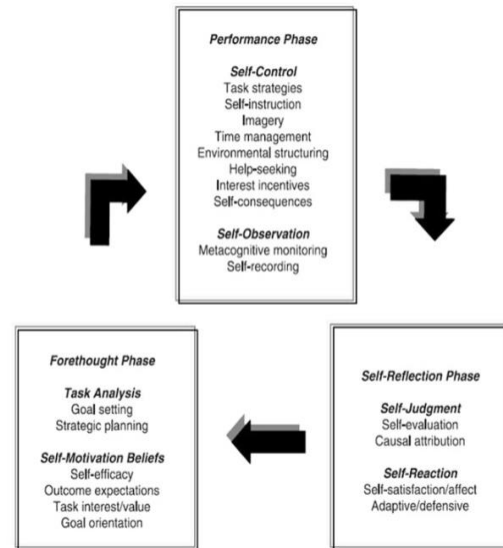 Performance Phase
Self-Control
Task strategies
Self-instruction
Imagery
Time management
Environmental structuring
Help-seeking
Interest incentives
Self-consequences
Self-Observation
Metacognitive monitoring
Self-recording
Forethought Phase
Task Analysis
Goal setting
Strategic planning
Self-Motivation Beliefs
Self-efficacy
Outcome expectations
Task interest/value
Goal orientation
Self-Reflection Phase
Self-Judgment
Self-evaluation
Causal attribution
Self-Reaction
Self-satisfaction/affect
Adaptive/defensive